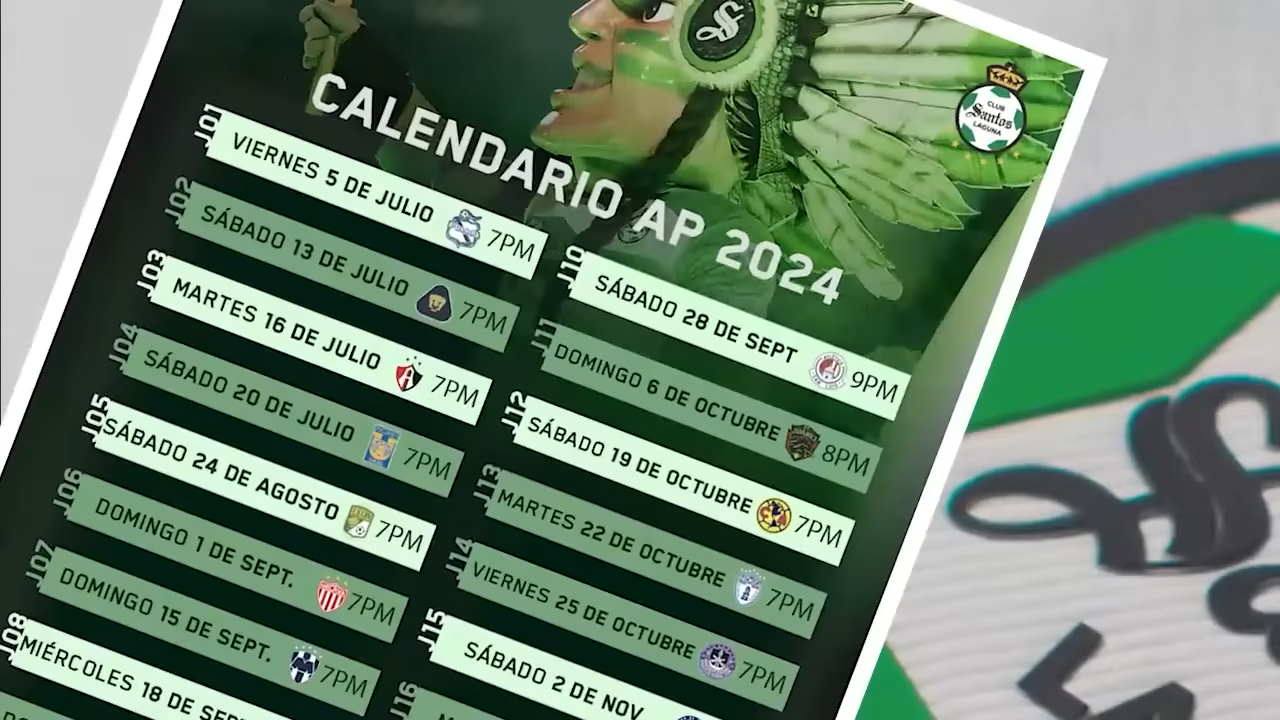 CLUB
Santos
LAGUNA
CALENDARIO AP 2024
J01 VIERNES 5 DE JULIO 7PM
J02 SÁBADO 13 DE JULIO 7PM
J03 MARTES 16 DE JULIO 7PM
J04 SÁBADO 20 DE JULIO 7PM
J05 SÁBADO 24 DE AGOSTO 7PM
J06 DOMINGO 1 DE SEPT. 7PM
J07 DOMINGO 15 DE SEPT. 7PM
J08 MIÉRCOLES 18 DE SEP
J10 SÁBADO 28 DE SEPT 9PM
J11 DOMINGO 6 DE OCTUBRE 8PM
J12 SÁBADO 19 DE OCTUBRE 7PM
J13 MARTES 22 DE OCTUBRE 7PM
J14 VIERNES 25 DE OCTUBRE 7PM
J15 SÁBADO 2 DE NOV
J16
S
LA